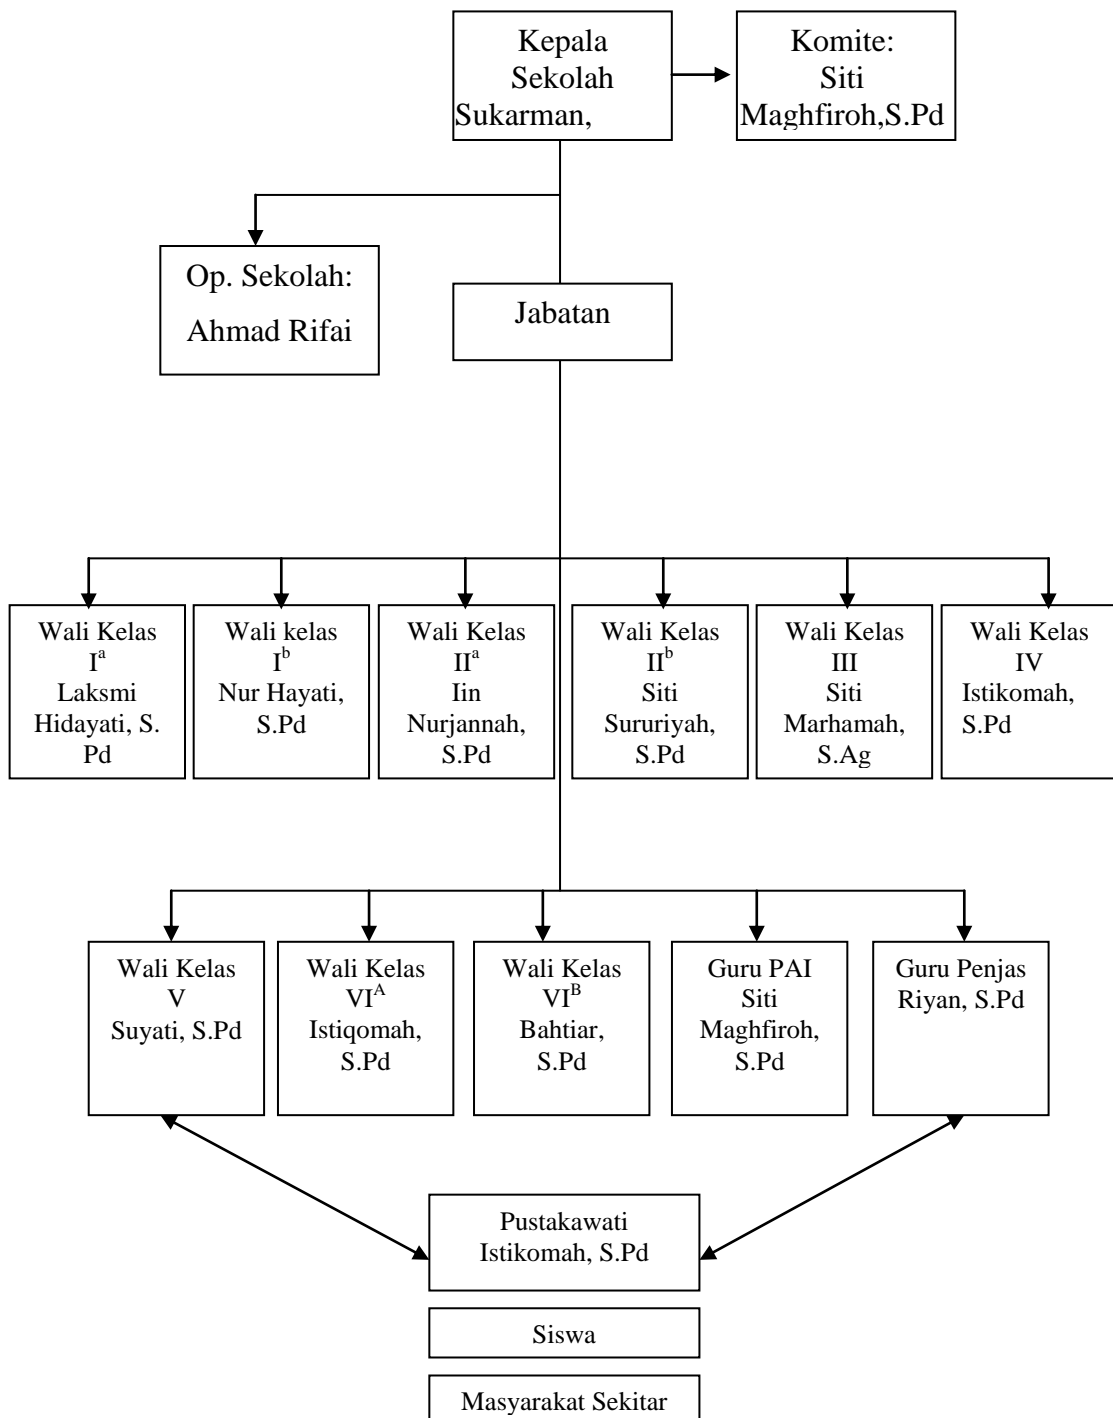 Kepala
Sekolah
Sukarman,
Komite:
Siti
Maghfiroh,S.Pd
Op. Sekolah:
Ahmad Rifai
Jabatan
Wali Kelas
Iᵃ
Laksmi
Hidayati, S.
Pd
Wali kelas
Iᵇ
Nur Hayati,
S.Pd
Wali Kelas
IIᵃ
Iin
Nurjannah,
S.Pd
Wali Kelas
IIᵇ
Siti
Sururiyah,
S.Pd
Wali Kelas
III
Siti
Marhamah,
S.Ag
Wali Kelas
IV
Istikomah,
S.Pd
Wali Kelas
V
Suyati, S.Pd
Wali Kelas
VIᴬ
Istiqomah,
S.Pd
Wali Kelas
VIᴮ
Bahtiar,
S.Pd
Guru PAI
Siti
Maghfiroh,
S.Pd
Guru Penjas
Riyan, S.Pd
Pustakawati
Istikomah, S.Pd
Siswa
Masyarakat Sekitar